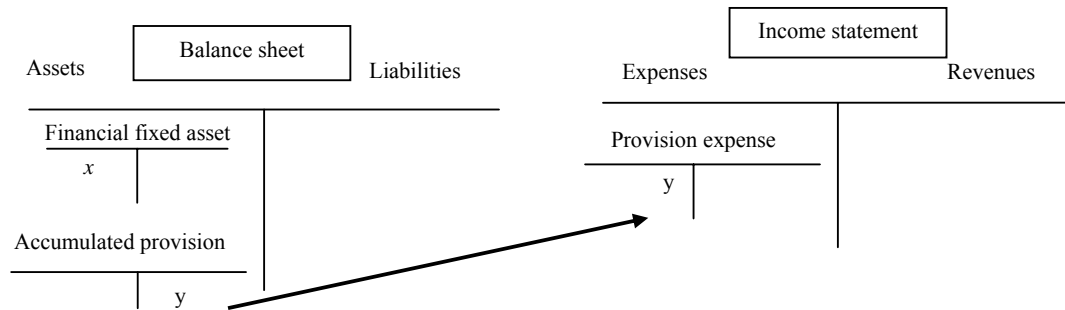 Balance sheet
Assets
Liabilities
Financial fixed asset
x
Accumulated provision
y
Income statement
Expenses
Revenues
Provision expense
y